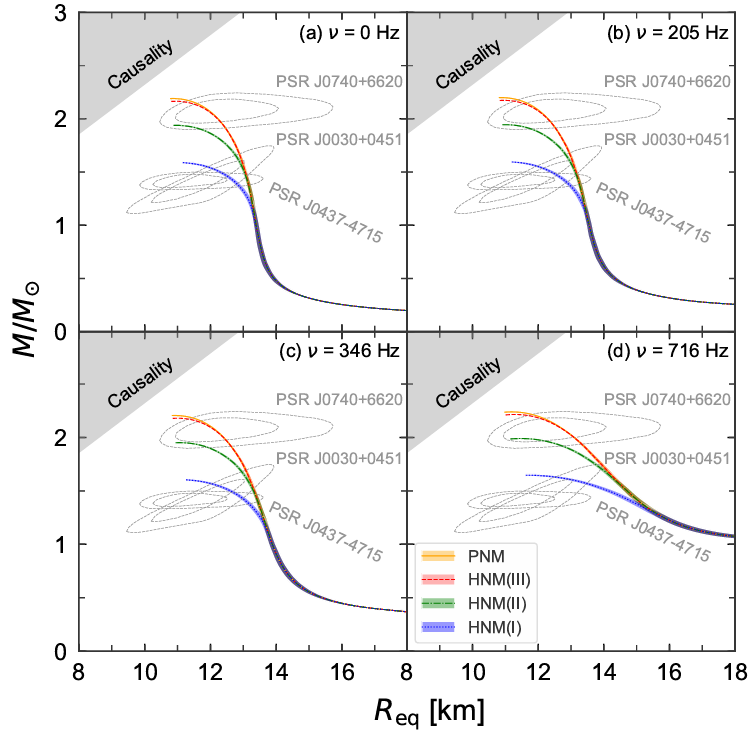 (a) ν = 0 Hz
Causality
PSR J0740+6620
PSR J0030+0451
PSR J0437-4715
(b) ν = 205 Hz
Causality
PSR J0740+6620
PSR J0030+0451
PSR J0437-4715
3
2
1
0
M/M⊙
(c) ν = 346 Hz
Causality
PSR J0740+6620
PSR J0030+0451
PSR J0437-4715
(d) ν = 716 Hz
Causality
PSR J0740+6620
PSR J0030+0451
PSR J0437-4715
PNM
HNM(III)
HNM(II)
HNM(I)
2
1
0
8 10 12 14 16 8 10 12 14 16 18
R_eq [km]